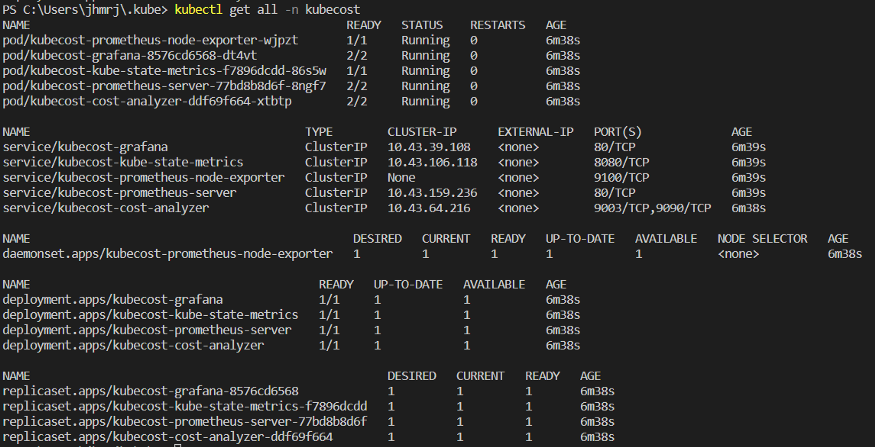 PS C:\Users\jhmrj\.kube> kubectl get all -n kubecost
NAME READY STATUS RESTARTS AGE
pod/kubecost-prometheus-node-exporter-wjpzt 1/1 Running 0 6m38s
pod/kubecost-grafana-8576cd6568-dt4vt 2/2 Running 0 6m38s
pod/kubecost-kube-state-metrics-f7896dcdd-86s5w 1/1 Running 0 6m38s
pod/kubecost-prometheus-server-77bd8b8d6f-8ngf7 2/2 Running 0 6m38s
pod/kubecost-cost-analyzer-ddf69f664-xtbtp 2/2 Running 0 6m38s
NAME TYPE CLUSTER-IP EXTERNAL-IP PORT(S) AGE
service/kubecost-grafana ClusterIP 10.43.39.108 <none> 80/TCP 6m39s
service/kubecost-kube-state-metrics ClusterIP 10.43.106.118 <none> 8080/TCP 6m39s
service/kubecost-prometheus-node-exporter ClusterIP None <none> 9100/TCP 6m39s
service/kubecost-prometheus-server ClusterIP 10.43.159.236 <none> 80/TCP 6m39s
service/kubecost-cost-analyzer ClusterIP 10.43.64.216 <none> 9003/TCP,9090/TCP 6m38s
NAME DESIRED CURRENT READY UP-TO-DATE AVAILABLE NODE SELECTOR AGE
daemonset.apps/kubecost-prometheus-node-exporter 1 1 1 1 1 <none> 6m38s
NAME READY UP-TO-DATE AVAILABLE AGE
deployment.apps/kubecost-grafana 1/1 1 1 6m38s
deployment.apps/kubecost-kube-state-metrics 1/1 1 1 6m38s
deployment.apps/kubecost-prometheus-server 1/1 1 1 6m38s
deployment.apps/kubecost-cost-analyzer 1/1 1 1 6m38s
NAME DESIRED CURRENT READY AGE
replicaset.apps/kubecost-grafana-8576cd6568 1 1 1 6m38s
replicaset.apps/kubecost-kube-state-metrics-f7896dcdd 1 1 1 6m38s
replicaset.apps/kubecost-prometheus-server-77bd8b8d6f 1 1 1 6m38s
replicaset.apps/kubecost-cost-analyzer-ddf69f664 1 1 1 6m38s